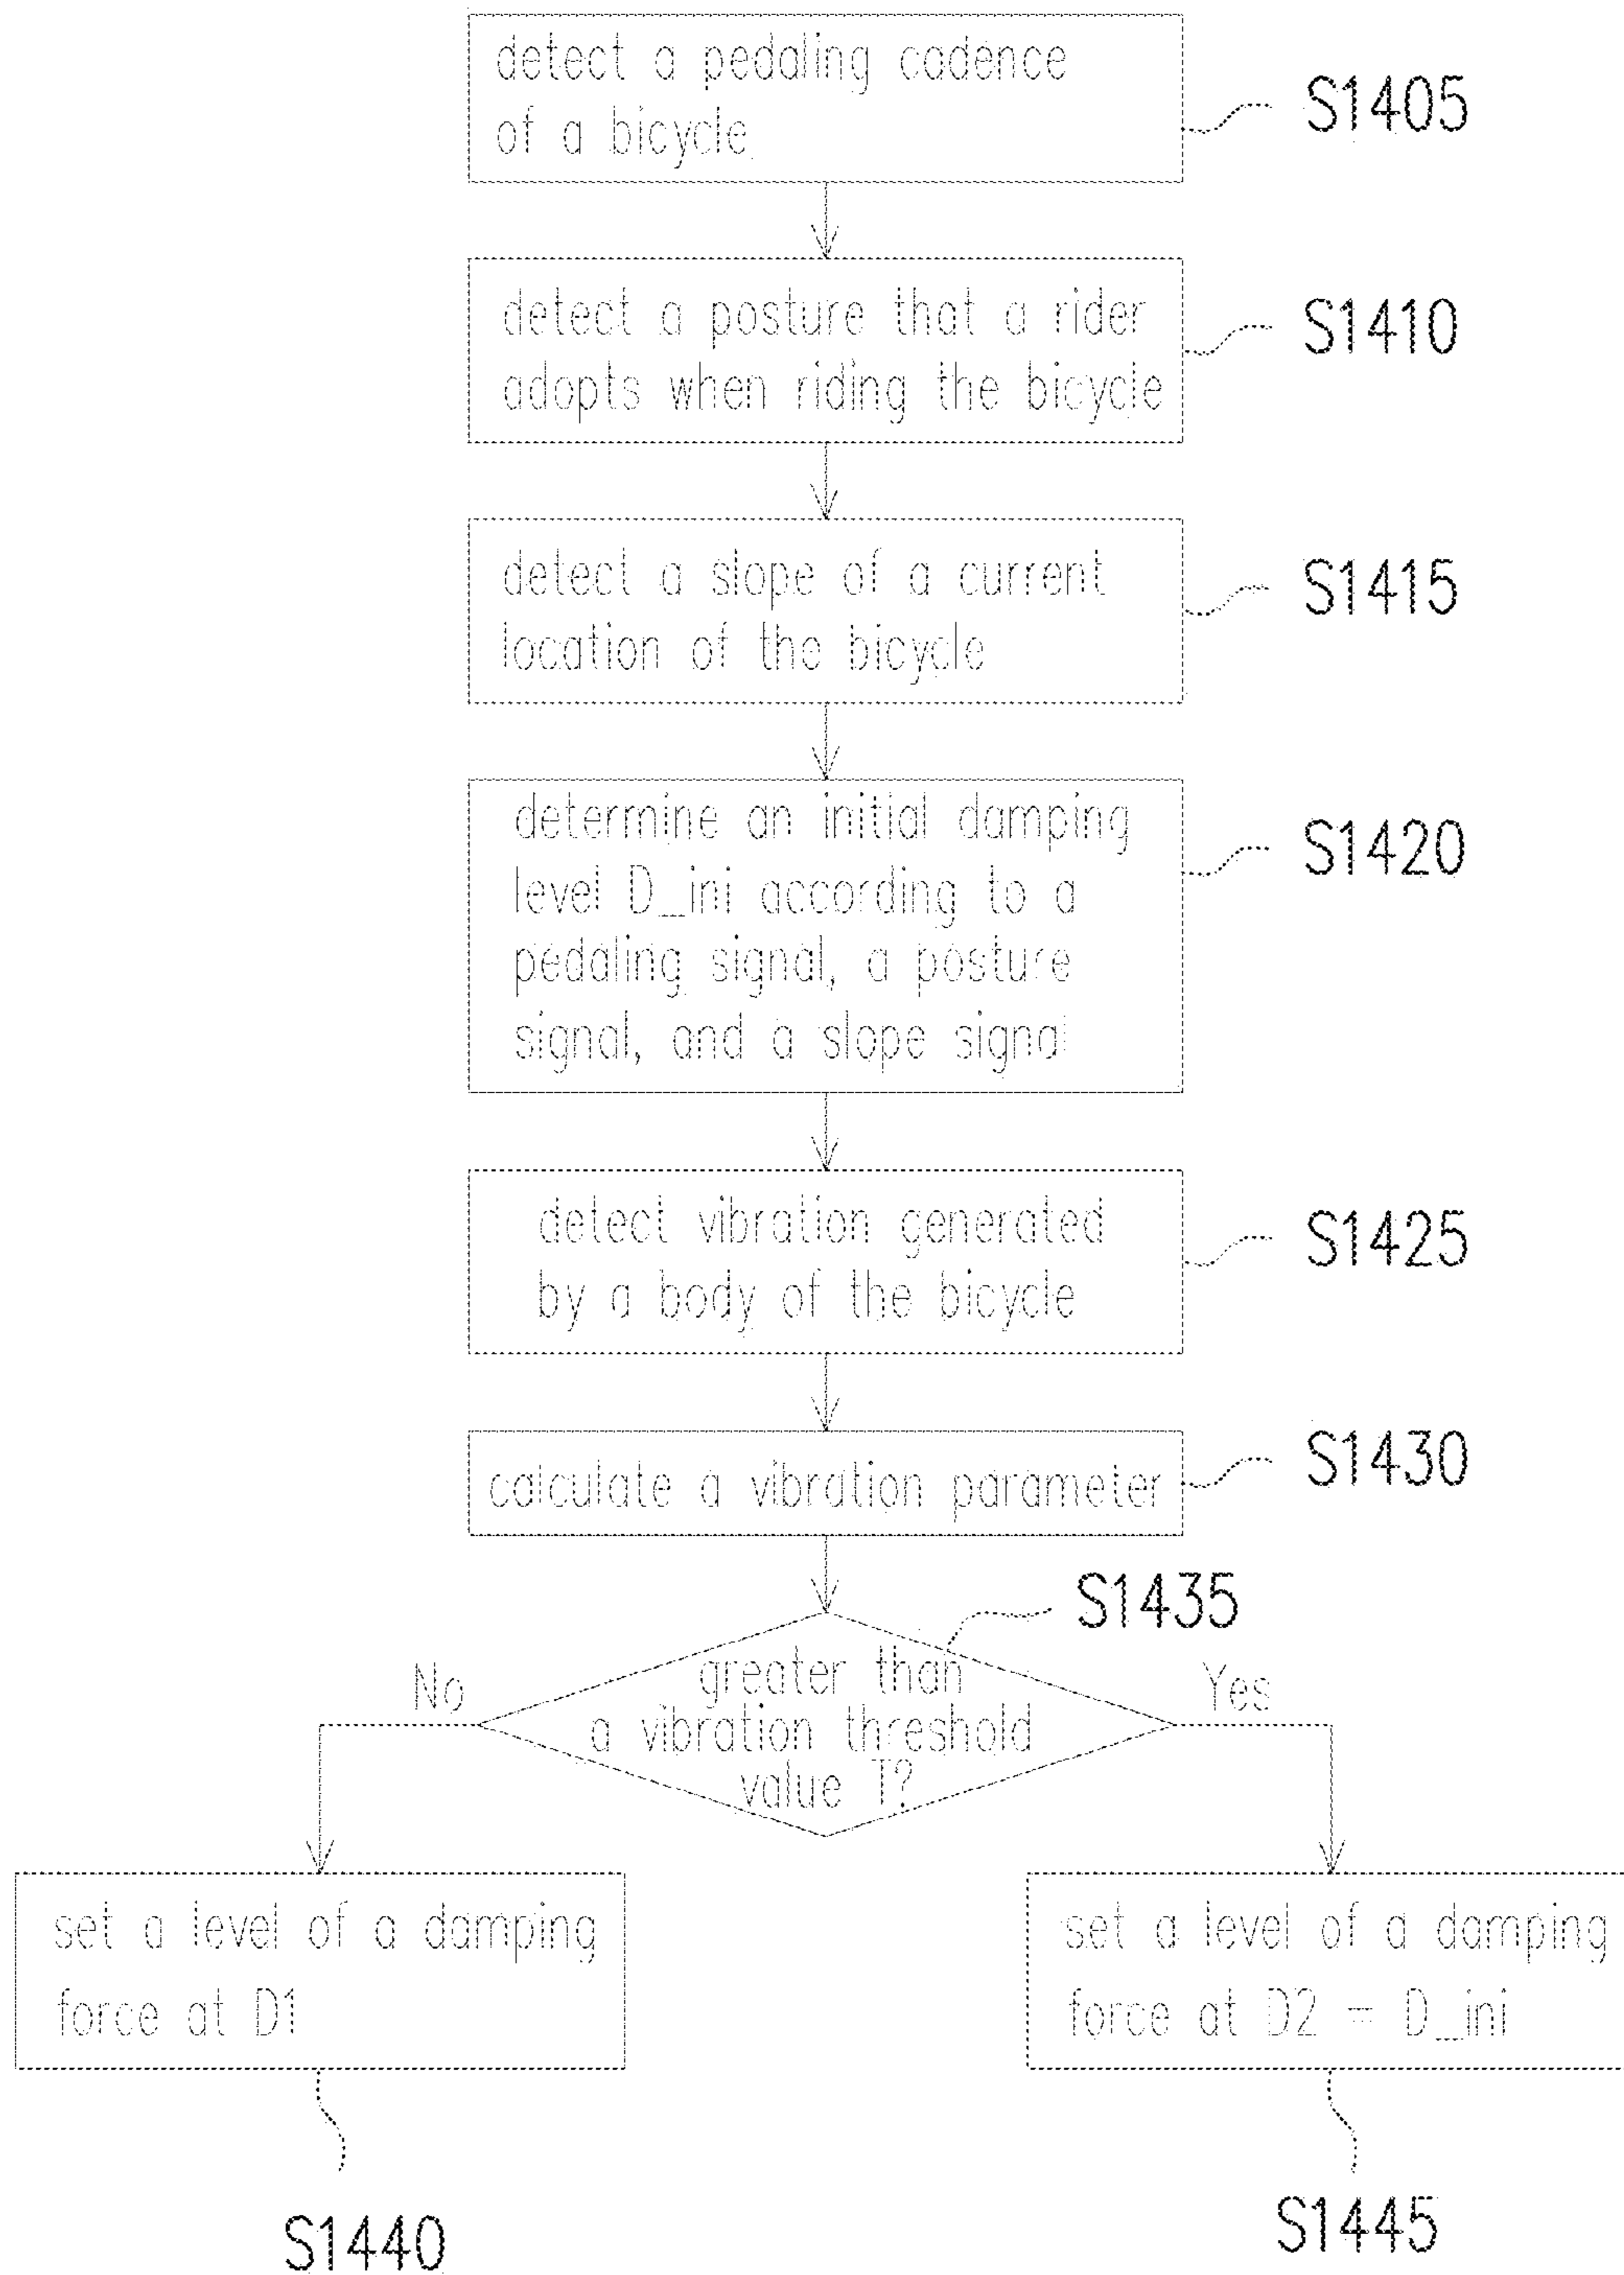 detect a pedaling cadence
of a bicycle
S1405
detect a posture that a rider
adopts when riding the bicycle
S1410
detect a slope of a current
location of the bicycle
S1415
determine an initial damping
level D_ini according to a
pedaling signal, a posture
signal, and a slope signal
S1420
detect vibration generated
by a body of the bicycle
S1425
calculate a vibration parameter
S1430
S1435
greater than
a vibration threshold
value T?
No
Yes
set a level of a damping
force at D1
S1440
set a level of a damping
force at D2 = D_ini
S1445